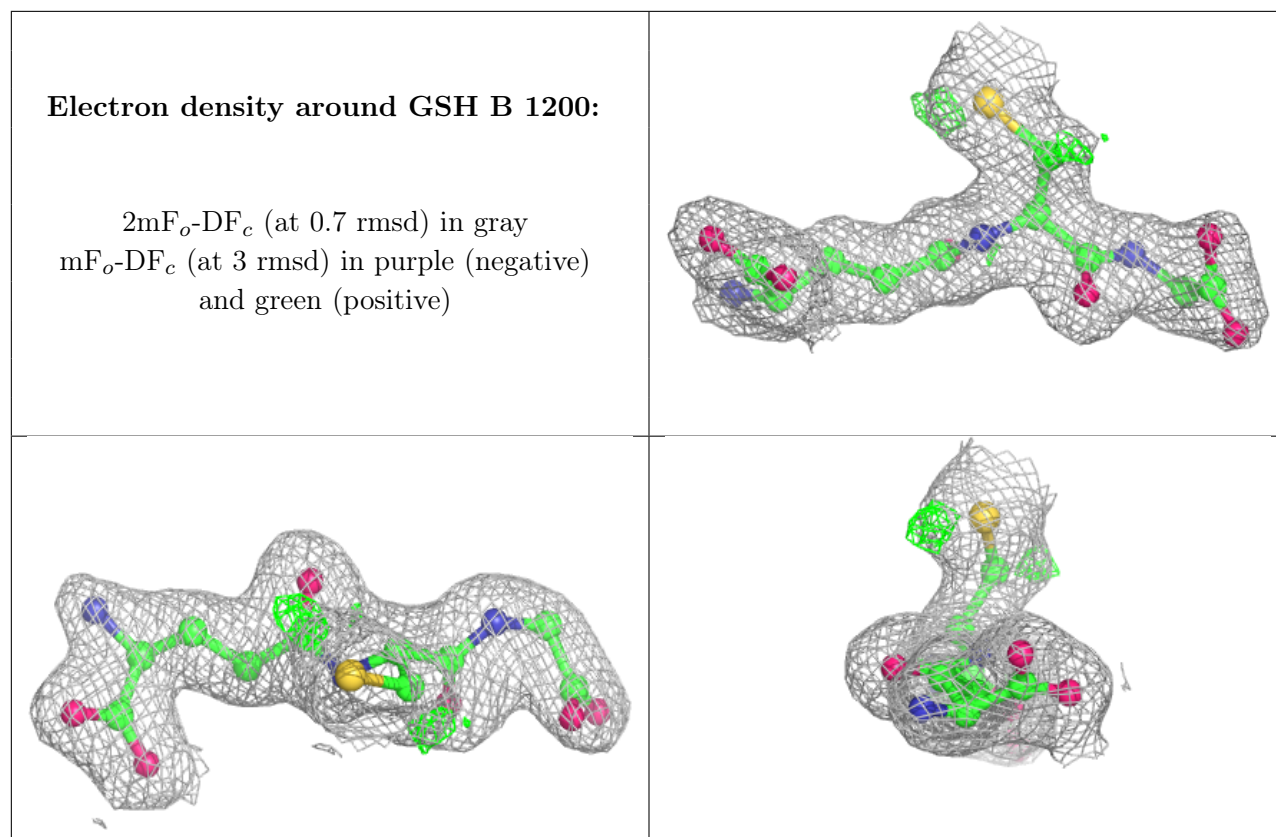 Electron density around GSH B 1200:
2mFo-DFc (at 0.7 rmsd) in gray
mFo-DFc (at 3 rmsd) in purple (negative)
and green (positive)